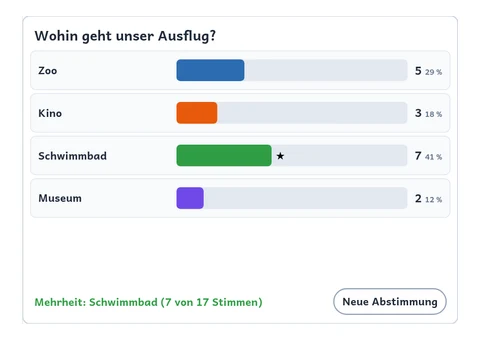 Wohin geht unser Ausflug?
Zoo 5 29 %
Kino 3 18 %
Schwimmbad ★ 7 41 %
Museum 2 12 %
Mehrheit: Schwimmbad (7 von 17 Stimmen) Neue Abstimmung